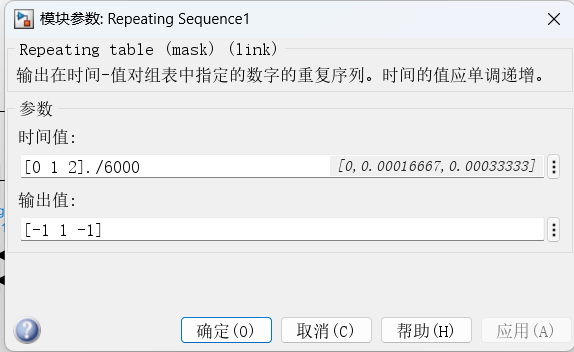 模块参数: Repeating Sequence1
Repeating table (mask) (link)
输出在时间-值对组表中指定的数字的重复序列。时间的值应单调递增。
参数
时间值:
[0 1 2]./6000 [0,0.00016667,0.00033333]
输出值:
[-1 1 -1]
确定(O) 取消(C) 帮助(H) 应用(A)